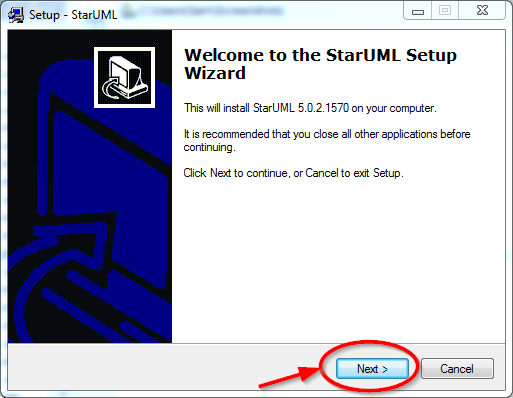 Setup - StarUML
Welcome to the StarUML Setup
Wizard
This will install StarUML 5.0.2.1570 on your computer.
It is recommended that you close all other applications before
continuing.
Click Next to continue, or Cancel to exit Setup.
Next >
Cancel